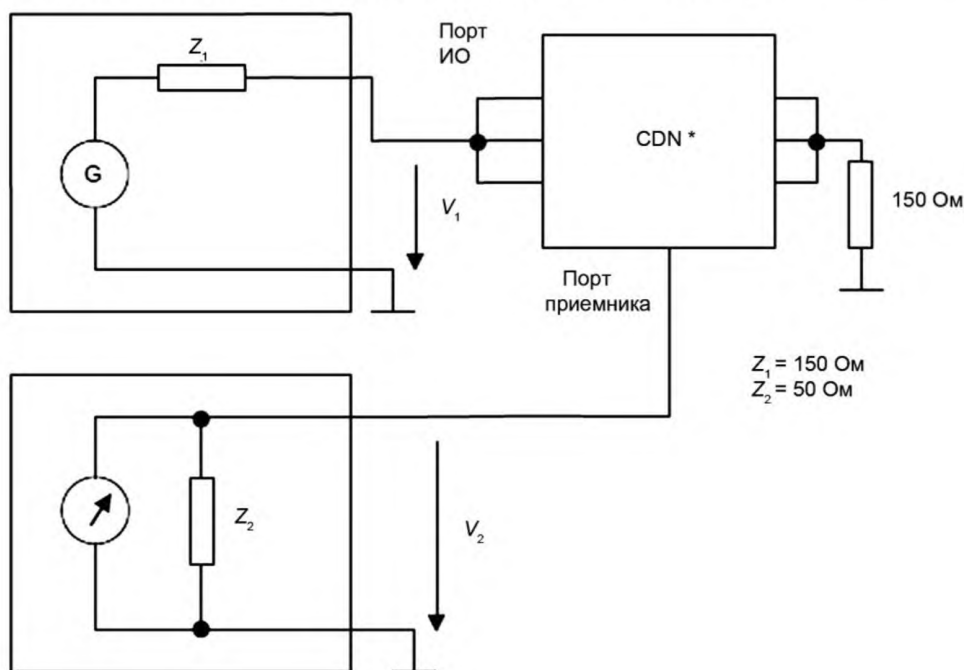 Z₁
Порт
ИО
CDN *
G
V₁
150 Ом
Порт
приемника
Z₁ = 150 Ом
Z₂ = 50 Ом
Z₂
V₂